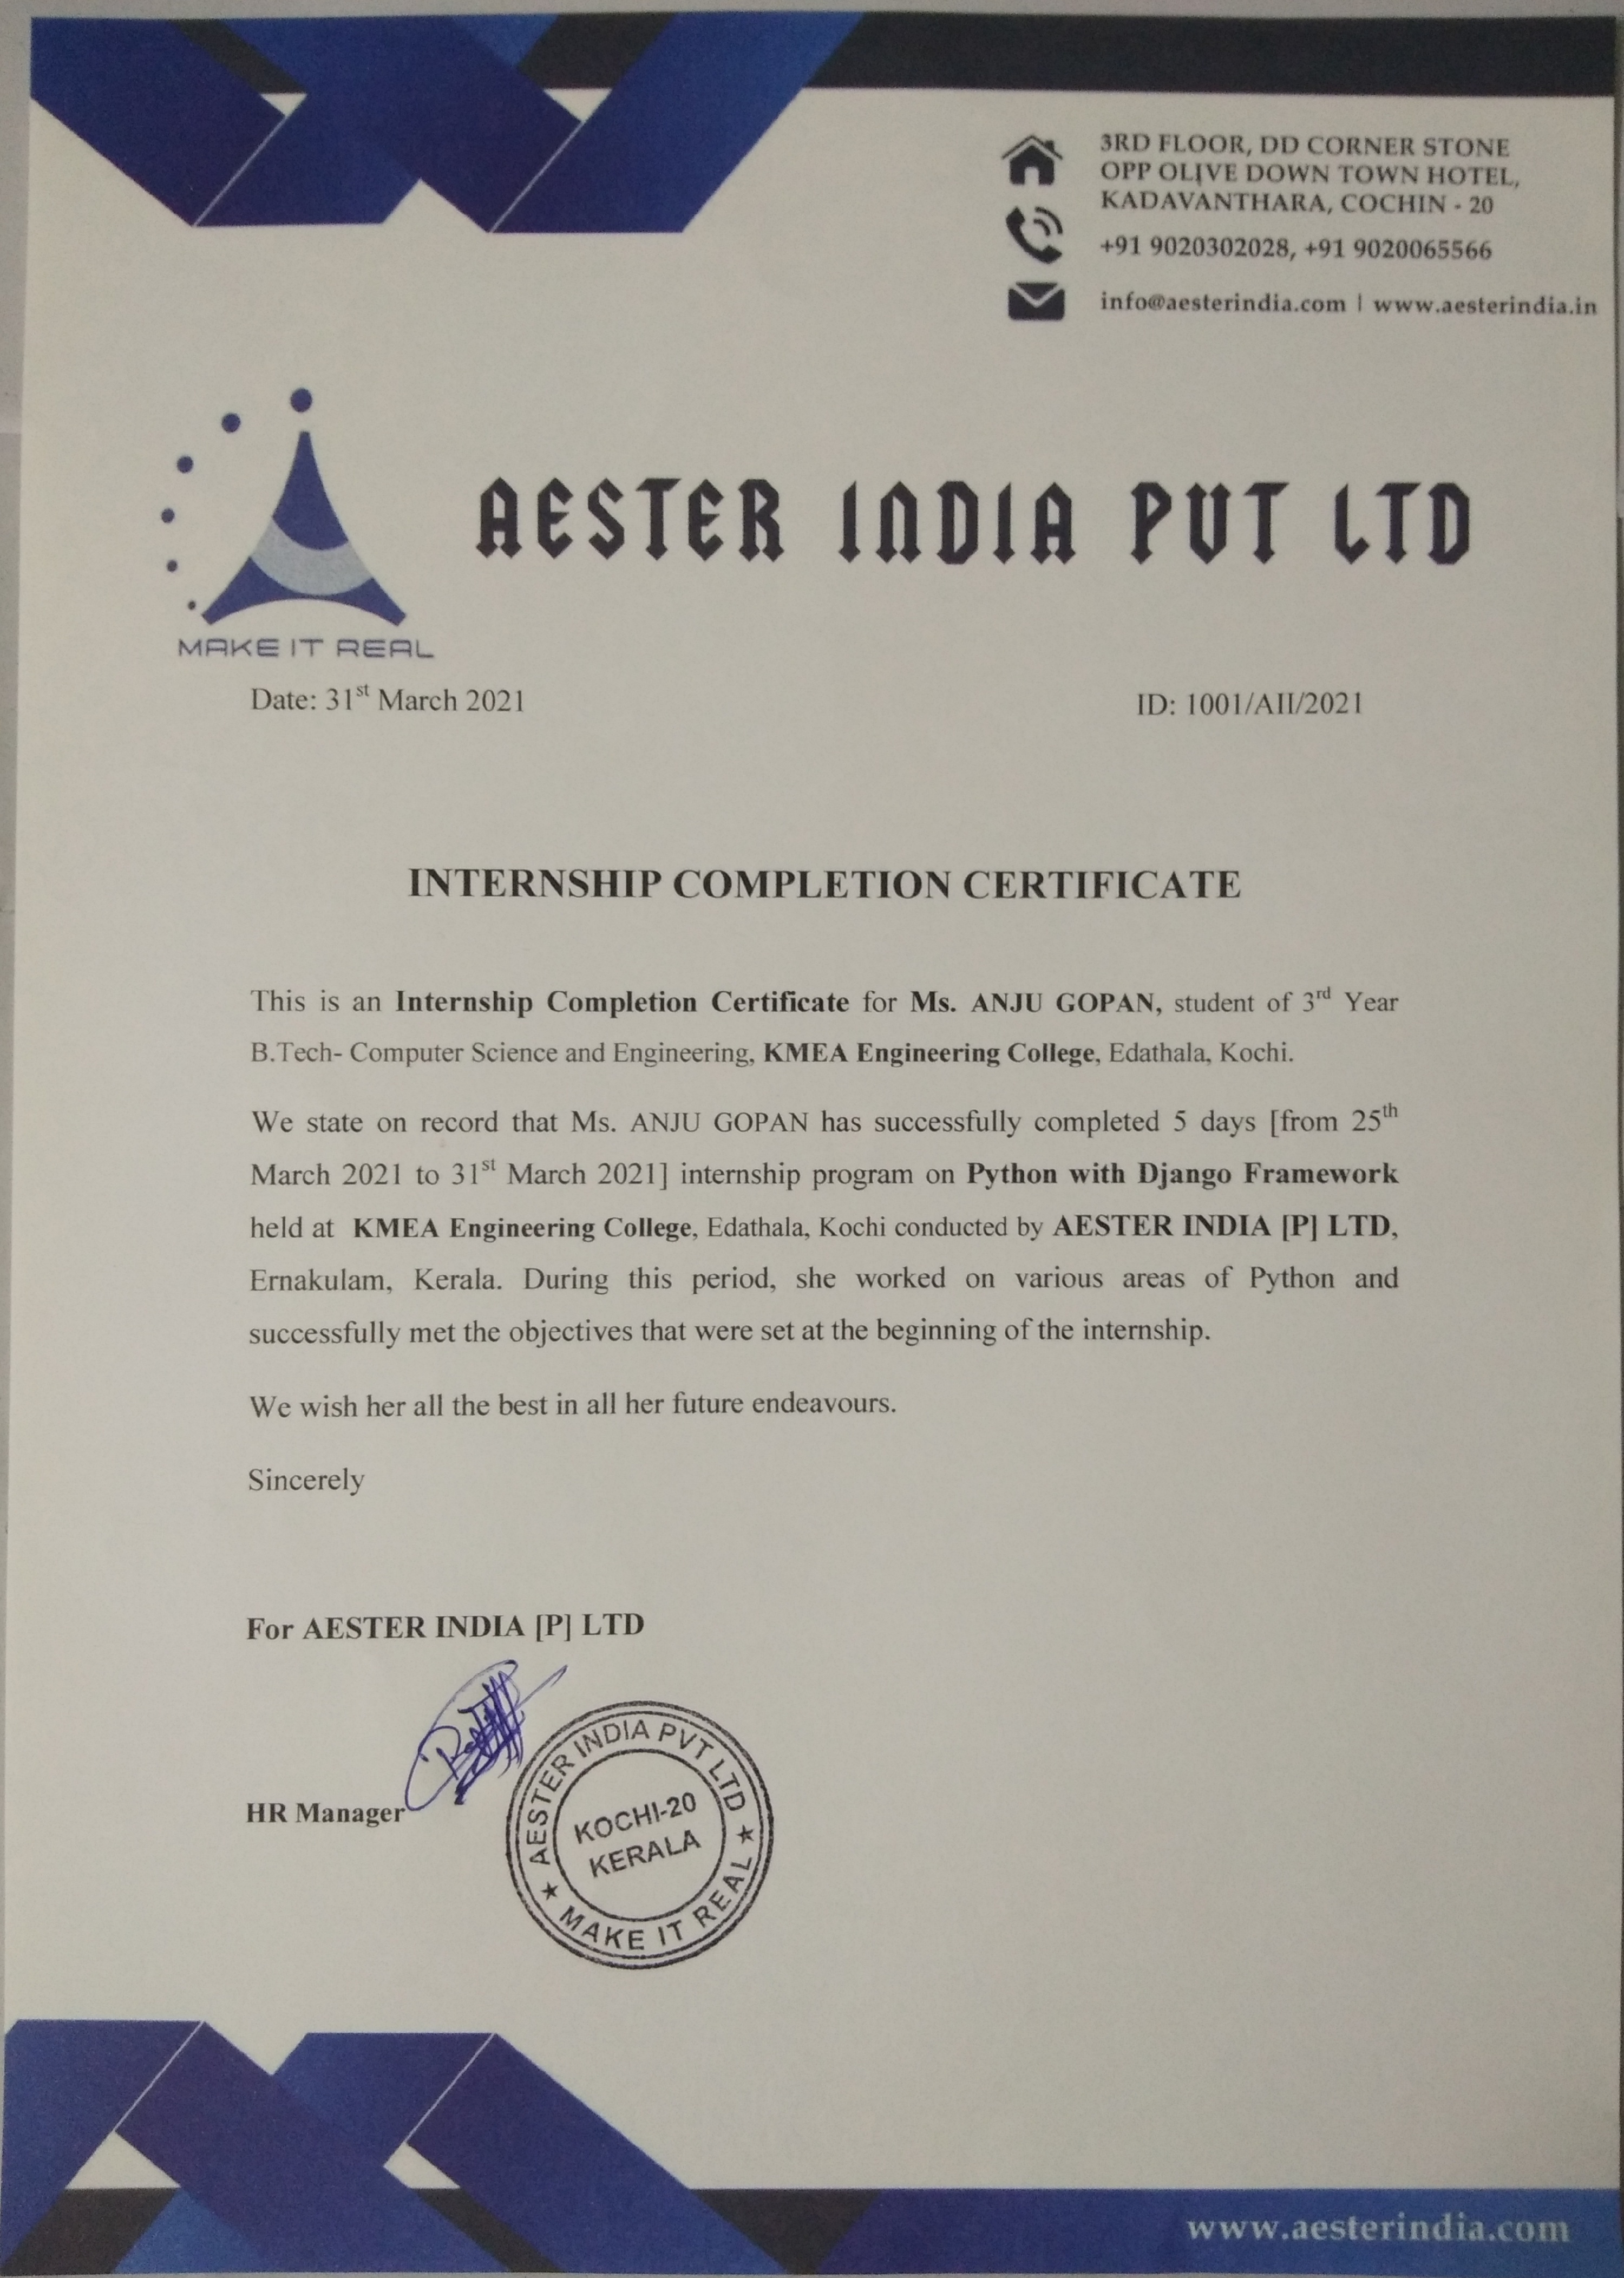 3RD FLOOR, DD CORNER STONE
OPP OLIVE DOWN TOWN HOTEL,
KADAVANTHARA, COCHIN - 20
+91 9020302028, +91 9020065566
info@aesterindia.com | www.aesterindia.in
AESTER INDIA PVT LTD
MAKE IT REAL
Date: 31st March 2021 ID: 1001/AII/2021
INTERNSHIP COMPLETION CERTIFICATE
This is an Internship Completion Certificate for Ms. ANJU GOPAN, student of 3rd Year
B.Tech- Computer Science and Engineering, KMEA Engineering College, Edathala, Kochi.
We state on record that Ms. ANJU GOPAN has successfully completed 5 days [from 25th
March 2021 to 31st March 2021] internship program on Python with Django Framework
held at KMEA Engineering College, Edathala, Kochi conducted by AESTER INDIA [P] LTD,
Ernakulam, Kerala. During this period, she worked on various areas of Python and
successfully met the objectives that were set at the beginning of the internship.
We wish her all the best in all her future endeavours.
Sincerely
For AESTER INDIA [P] LTD
HR Manager
AESTER INDIA PVT LTD
KOCHI-20
KERALA
★ MAKE IT REAL ★
www.aesterindia.com